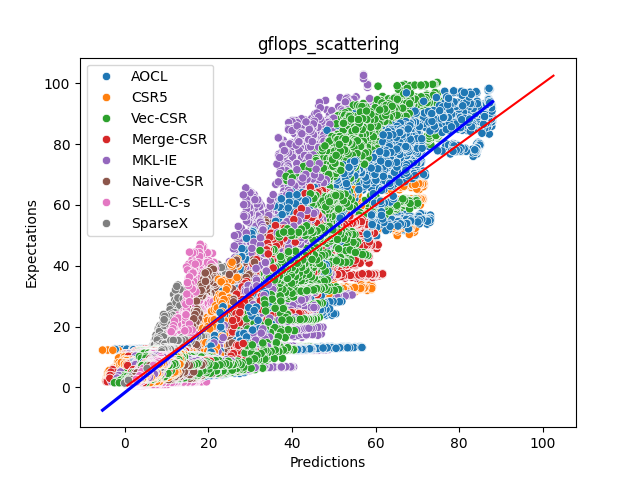 gflops_scattering
AOCL
CSR5
Vec-CSR
Merge-CSR
MKL-IE
Naive-CSR
SELL-C-s
SparseX
Expectations
100
80
60
40
20
0
0 20 40 60 80 100
Predictions